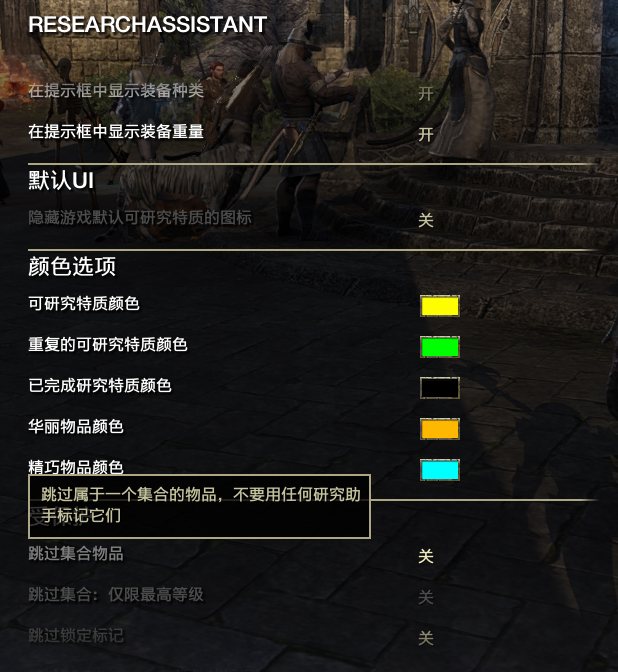 RESEARCHASSISTANT
在提示框中显示装备种类 开
在提示框中显示装备重量 开
默认UI
隐藏游戏默认可研究特质的图标 关
颜色选项
可研究特质颜色
重复的可研究特质颜色
已完成研究特质颜色
华丽物品颜色
精巧物品颜色
跳过属于一个集合的物品，不要用任何研究助
手标记它们
跳过集合物品 关
跳过集合：仅限最高等级 关
跳过锁定标记 关